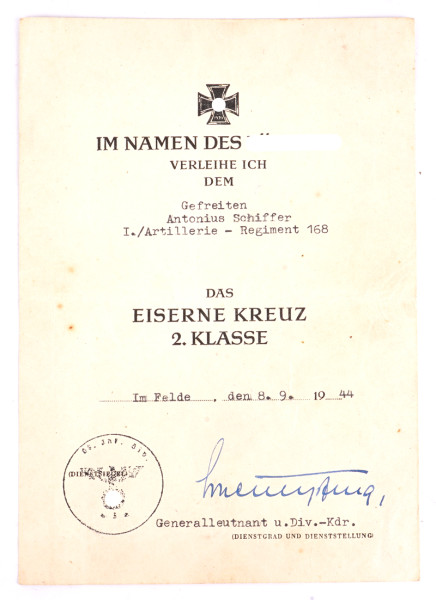 IM NAMEN DES
VERLEIHE ICH
DEM
Gefreiten
Antonius Schiffer
I./Artillerie - Regiment 168
DAS
EISERNE KREUZ
2. KLASSE
Im Felde , den 8. 9. 19 44
(DIENSTSIEGEL)
Generalleutnant u.Div.-Kdr.
(DIENSTGRAD UND DIENSTSTELLUNG)